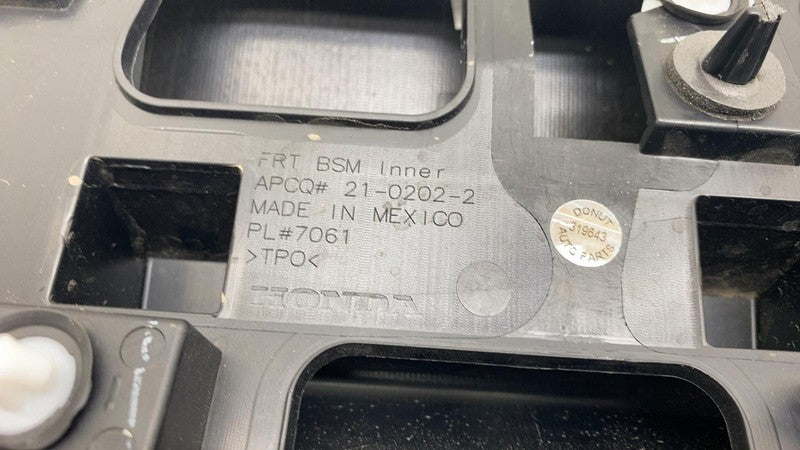 FRT BSM Inner
APCQ# 21-0202-2
MADE IN MEXICO
PL#7061
>TPO<
HONDA
DONUT
319643
AUTO PARTS